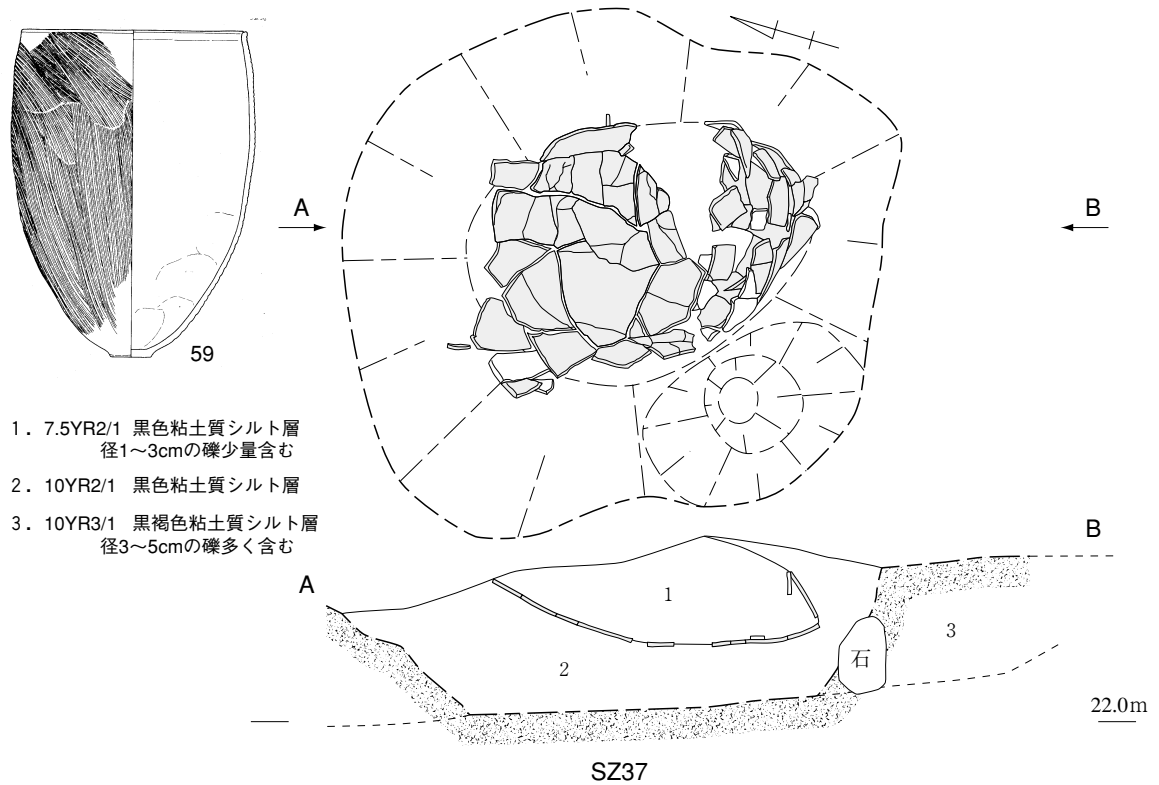 A
B
59
1．7.5YR2/1 黒色粘土質シルト層
径1〜3cmの礫少量含む
2．10YR2/1 黒色粘土質シルト層
3．10YR3/1 黒褐色粘土質シルト層
径3〜5cmの礫多く含む
A
B
1
2
3
石
22.0m
SZ37